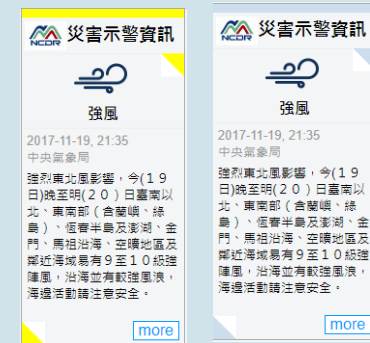 NCDR 災害示警資訊
強風
2017-11-19, 21:35
中央氣象局
強烈東北風影響，今(１９
日)晚至明(２０）日臺南以
北、東南部（含蘭嶼、綠
島）、恆春半島及澎湖、金
門、馬祖沿海、空曠地區及
鄰近海域易有９至１０級強
陣風，沿海並有較強風浪，
海邊活動請注意安全。
more
NCDR 災害示警資訊
強風
2017-11-19, 21:35
中央氣象局
強烈東北風影響，今(１９
日)晚至明(２０）日臺南以
北、東南部（含蘭嶼、綠
島）、恆春半島及澎湖、金
門、馬祖沿海、空曠地區及
鄰近海域易有９至１０級強
陣風，沿海並有較強風浪，
海邊活動請注意安全。
more